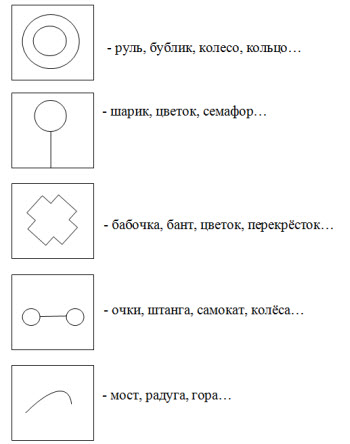 - руль, бублик, колесо, кольцо…
- шарик, цветок, семафор…
- бабочка, бант, цветок, перекрёсток…
- очки, штанга, самокат, колёса…
- мост, радуга, гора…